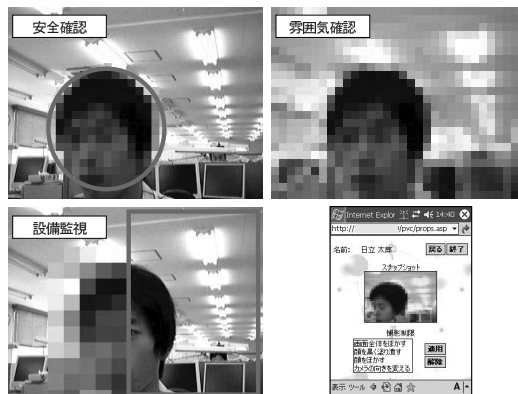 安全確認
雰囲気確認
設備監視
Internet Explor 14:40
http://: l/pvc/props.asp
名前: 日立 太郎 戻る 終了
スナップショット
撮影制限
画面全体をぼかす
顔を黒く塗り潰す
顔をぼかす
カメラの向きを変える
適用
解除
表示 ツール
A